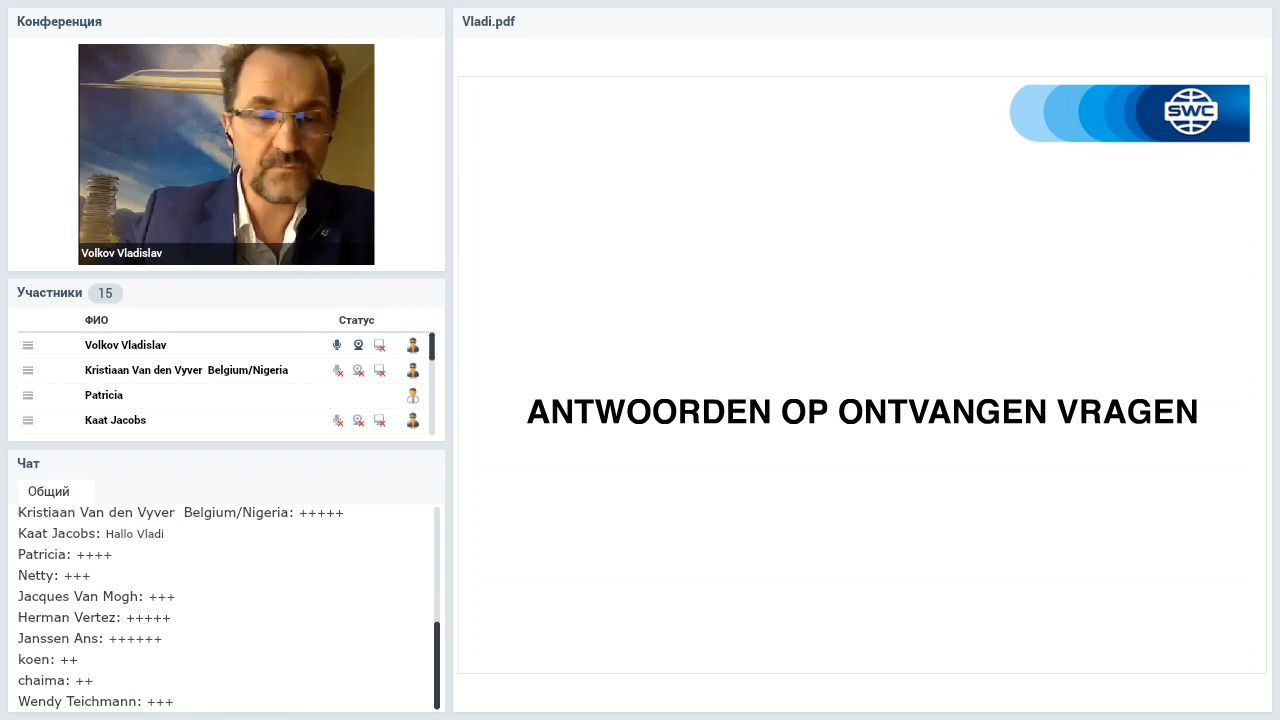 Конференция
Volkov Vladislav
Участники 15
ФИО Статус
Volkov Vladislav
Kristiaan Van den Vyver Belgium/Nigeria
Patricia
Kaat Jacobs
Чат
Общий
Kristiaan Van den Vyver Belgium/Nigeria: +++++
Kaat Jacobs: Hallo Vladi
Patricia: ++++
Netty: +++
Jacques Van Mogh: +++
Herman Vertez: +++++
Janssen Ans: ++++++
koen: ++
chaima: ++
Wendy Teichmann: +++
Vladi.pdf
SWC
ANTWOORDEN OP ONTVANGEN VRAGEN